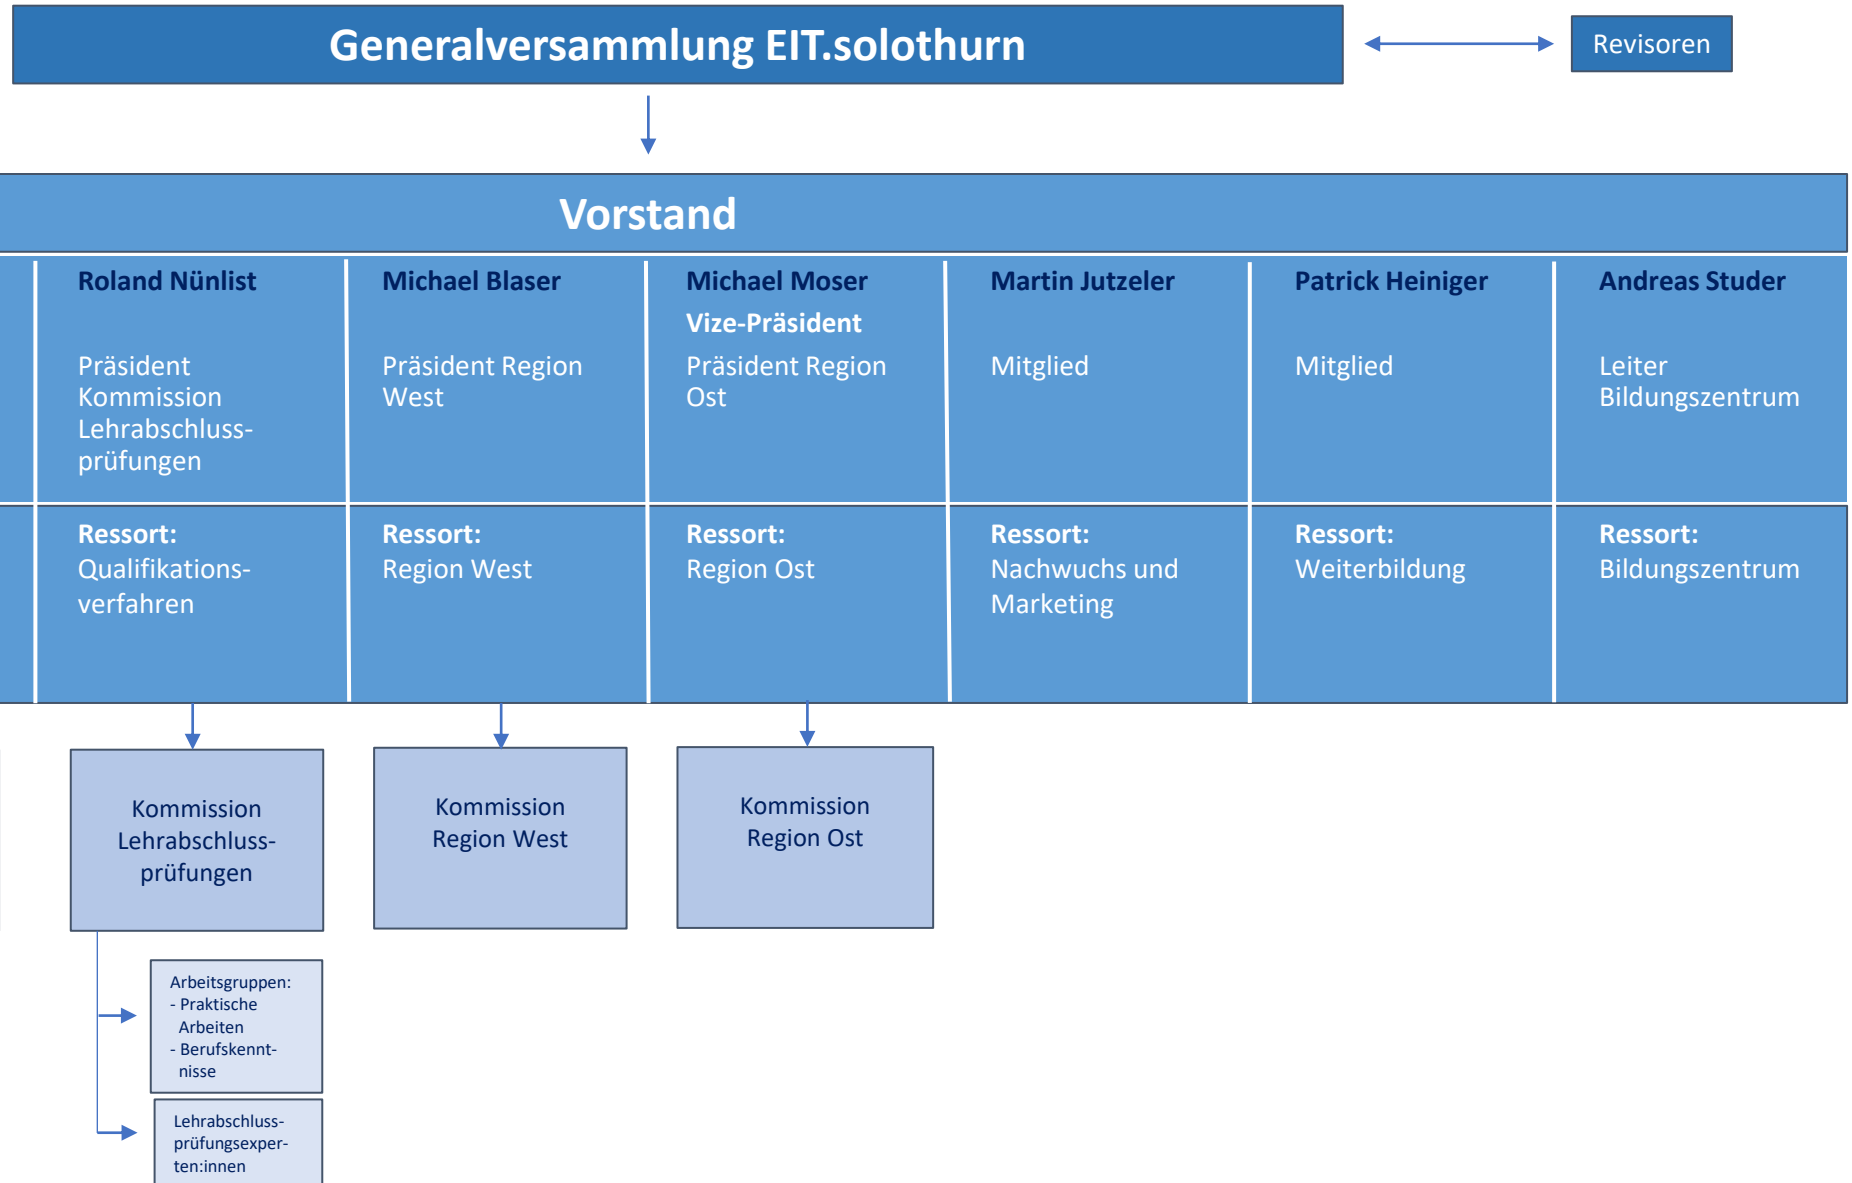 Generalversammlung EIT.solothurn
Revisoren
Vorstand
Roland Nünlist
Präsident
Kommission
Lehrabschluss-
prüfungen
Michael Blaser
Präsident Region
West
Michael Moser
Vize-Präsident
Präsident Region
Ost
Martin Jutzeler
Mitglied
Patrick Heiniger
Mitglied
Andreas Studer
Leiter
Bildungszentrum
Ressort:
Qualifikations-
verfahren
Ressort:
Region West
Ressort:
Region Ost
Ressort:
Nachwuchs und
Marketing
Ressort:
Weiterbildung
Ressort:
Bildungszentrum
Kommission
Lehrabschluss-
prüfungen
Kommission
Region West
Kommission
Region Ost
Arbeitsgruppen:
- Praktische
Arbeiten
- Berufskennt-
nisse
Lehrabschluss-
prüfungsexper-
ten:innen